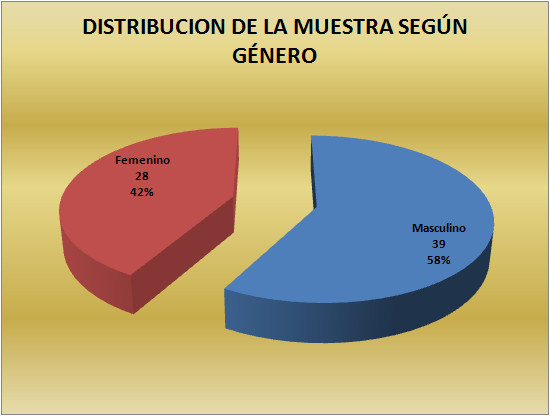 DISTRIBUCION DE LA MUESTRA SEGÚN
GÉNERO
Femenino
28
42%
Masculino
39
58%